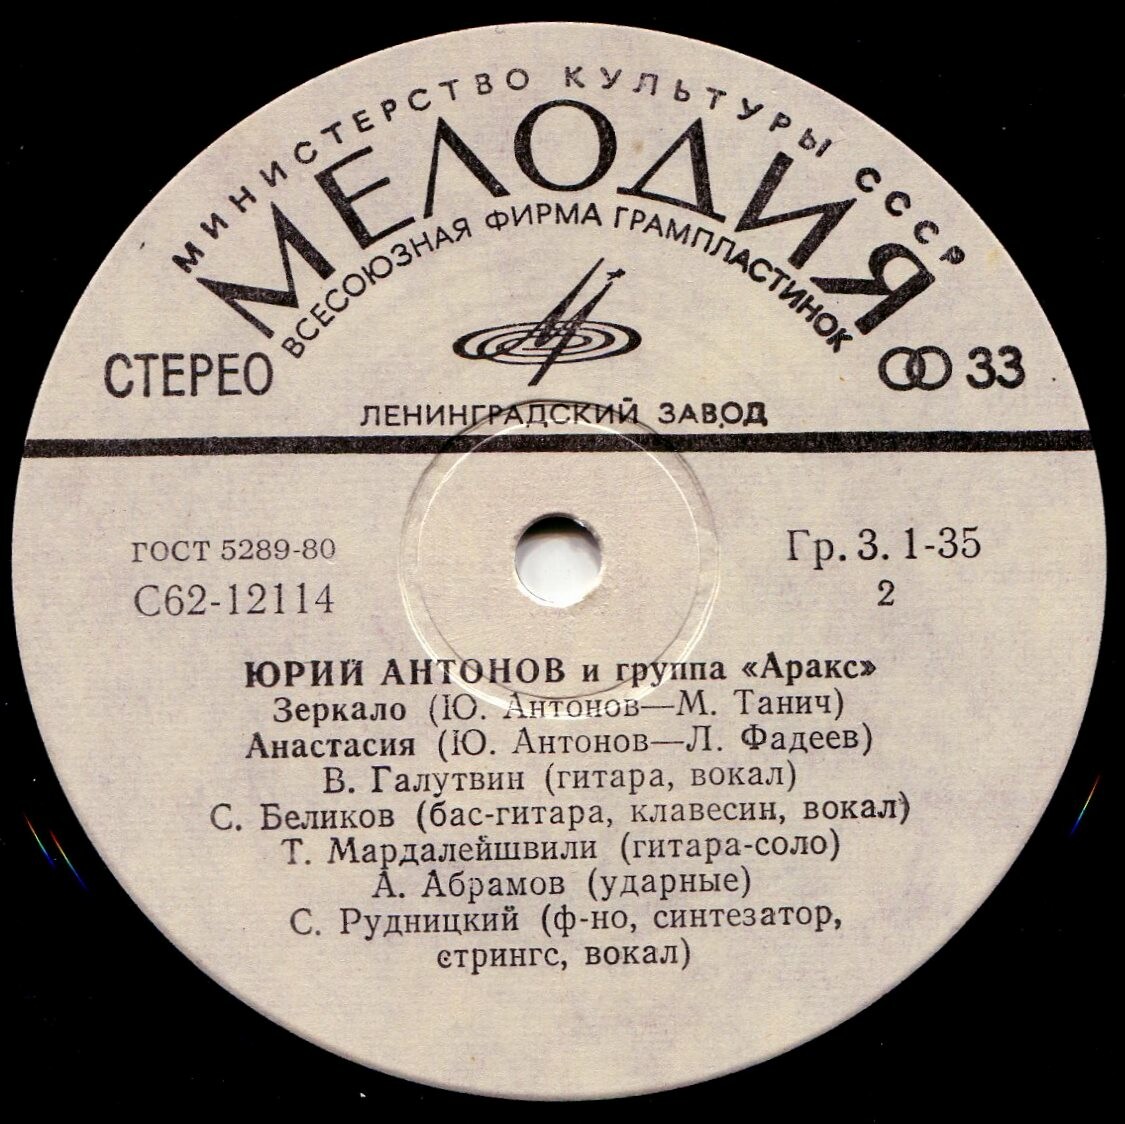 МИНИСТЕРСТВО КУЛЬТУРЫ СССР
МЕЛОДИЯ
ВСЕСОЮЗНАЯ ФИРМА ГРАМПЛАСТИНОК
СТЕРЕО
33
ЛЕНИНГРАДСКИЙ ЗАВОД
ГОСТ 5289-80
Гр. 3. 1-35
С62-12114
2
ЮРИЙ АНТОНОВ и группа «Аракс»
Зеркало (Ю. Антонов—М. Танич)
Анастасия (Ю. Антонов—Л. Фадеев)
В. Галутвин (гитара, вокал)
С. Беликов (бас-гитара, клавесин, вокал)
Т. Мардалейшвили (гитара-соло)
А. Абрамов (ударные)
С. Рудницкий (ф-но, синтезатор,
стрингс, вокал)